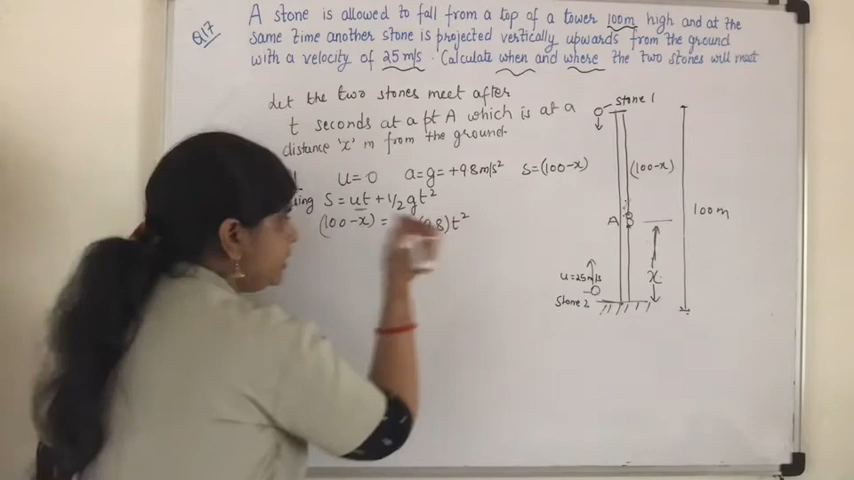 Q17 A stone is allowed to fall from a top of a tower 100m high and at the
same time another stone is projected vertically upwards from the ground
with a velocity of 25 m/s. Calculate when and where the two stones will meet
Let the two stones meet after
t seconds at a pt A which is at a
distance 'x' m from the ground.
u=0 a=g=+9.8m/s² S=(100-x)
S=ut+1/2gt²
(100-x)= 8)t²
stone 1
(100-x)
100m
A
x
u=25m/s
Stone 2